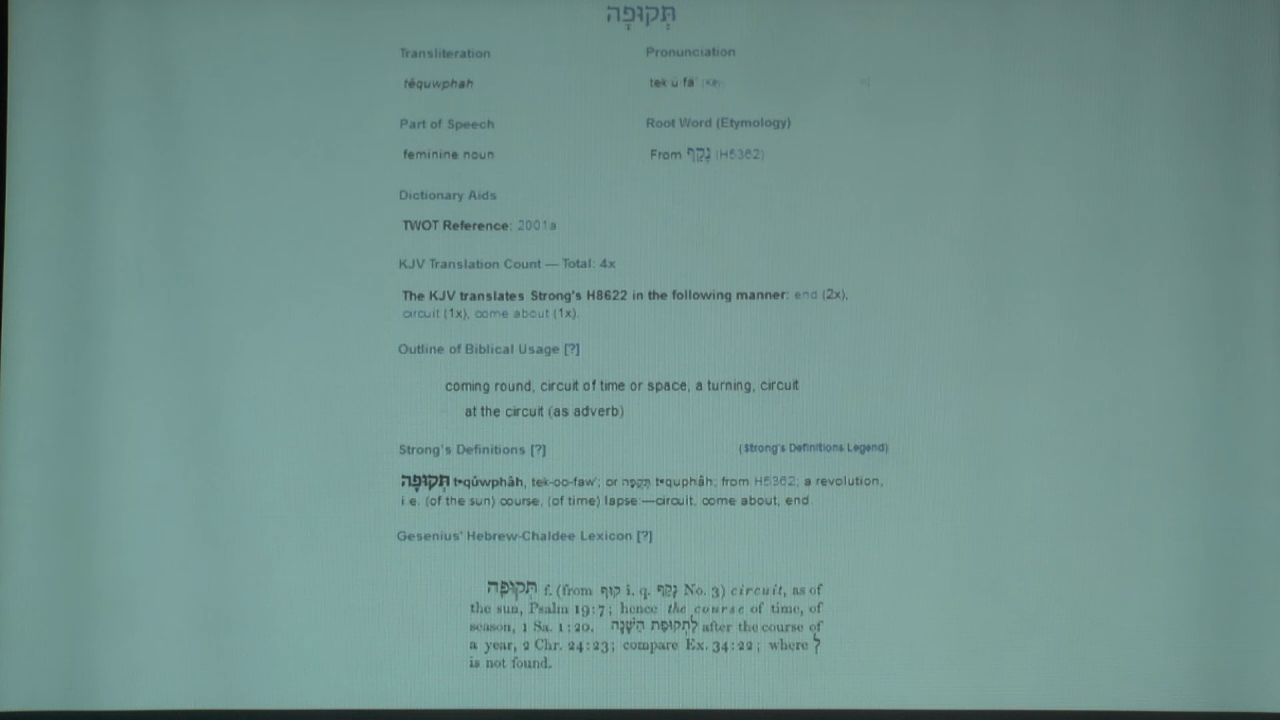 תְּקוּפָה
Transliteration Pronunciation
tĕquwphah tek·ü·fä' (Key)
Part of Speech Root Word (Etymology)
feminine noun From נָקַף (H5362)
Dictionary Aids
TWOT Reference: 2001a
KJV Translation Count — Total: 4x
The KJV translates Strong's H8622 in the following manner: end (2x),
circuit (1x), come about (1x).
Outline of Biblical Usage [?]
coming round, circuit of time or space, a turning, circuit
at the circuit (as adverb)
Strong's Definitions [?] (Strong's Definitions Legend)
תְּקוּפָה tᵉqûwphâh, tek-oo-faw'; or תְּקֻפָה tᵉquphâh; from H5362; a revolution,
i.e. (of the sun) course, (of time) lapse:—circuit, come about, end.
Gesenius' Hebrew-Chaldee Lexicon [?]
תְּקוּפָה f. (from קוּף i. q. נָקַף No. 3) circuit, as of
the sun, Psalm 19:7; hence the course of time, of
season, 1 Sa. 1:20. לִתְקוּפַת הַשָּׁנָה after the course of
a year, 2 Chr. 24:23; compare Ex. 34:22; where לְ
is not found.